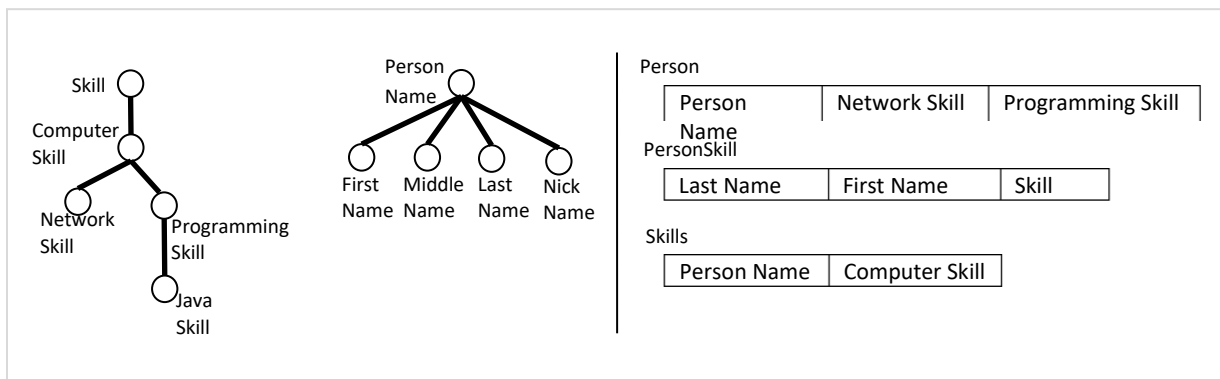 Skill
Computer
Skill
Network
Skill
Programming
Skill
Java
Skill
Person
Name
First
Name
Middle
Name
Last
Name
Nick
Name
Person
Person
Name
Network Skill
Programming Skill
PersonSkill
Last Name
First Name
Skill
Skills
Person Name
Computer Skill